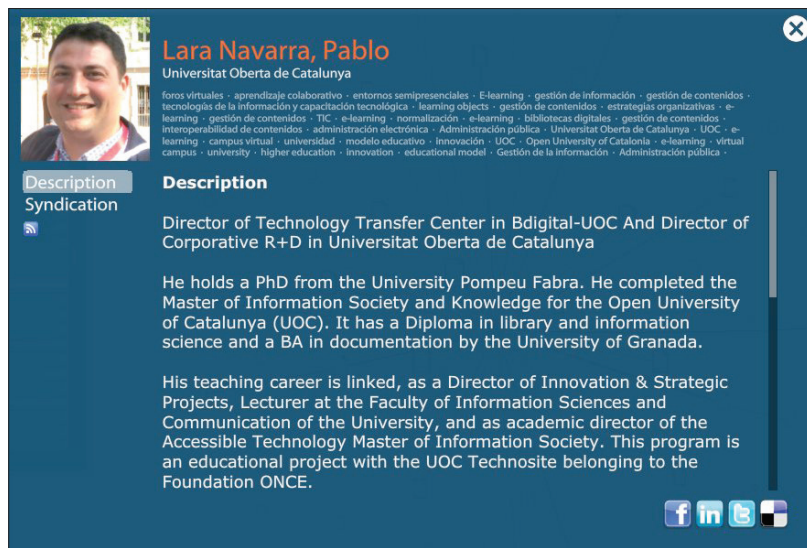 Lara Navarra, Pablo
Universitat Oberta de Catalunya
foros virtuales · aprendizaje colaborativo · entornos semipresenciales · E-learning · gestión de información · gestión de contenidos ·
tecnologías de la información y capacitación tecnológica · learning objects · gestión de contenidos · estrategias organizativas · e-
learning · gestión de contenidos · TIC · e-learning · normalización · e-learning · bibliotecas digitales · gestión de contenidos ·
interoperabilidad de contenidos · administración electrónica · Administración pública · Universitat Oberta de Catalunya · UOC · e-
learning · campus virtual · universidad · modelo educativo · innovación · UOC · Open University of Catalonia · e-learning · virtual
campus · university · higher education · innovation · educational model · Gestión de la información · Administración pública ·
Description
Syndication
Description
Director of Technology Transfer Center in Bdigital-UOC And Director of
Corporative R+D in Universitat Oberta de Catalunya
He holds a PhD from the University Pompeu Fabra. He completed the
Master of Information Society and Knowledge for the Open University
of Catalunya (UOC). It has a Diploma in library and information
science and a BA in documentation by the University of Granada.
His teaching career is linked, as a Director of Innovation & Strategic
Projects, Lecturer at the Faculty of Information Sciences and
Communication of the University, and as academic director of the
Accessible Technology Master of Information Society. This program is
an educational project with the UOC Technosite belonging to the
Foundation ONCE.